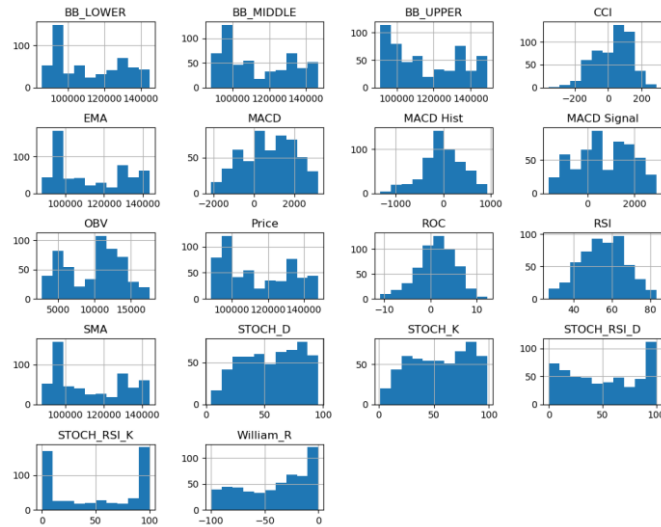 BB_LOWER BB_MIDDLE BB_UPPER CCI
100 0 100000 120000 140000
100 50 0 100000 120000 140000
100 50 0 100000 120000 140000
100 50 0 -200 0 200
EMA MACD MACD Hist MACD Signal
100 0 100000 120000 140000
50 0 -2000 0 2000
100 0 -1000 0 1000
50 0 0 2000
OBV Price ROC RSI
100 50 0 5000 10000 15000
100 50 0 100000 120000 140000
100 50 0 -10 0 10
100 50 0 40 60 80
SMA STOCH_D STOCH_K STOCH_RSI_D
100 0 100000 120000 140000
50 0 0 50 100
50 0 0 50 100
100 50 0 0 50 100
STOCH_RSI_K William_R
100 0 0 50 100
100 50 0 -100 -50 0